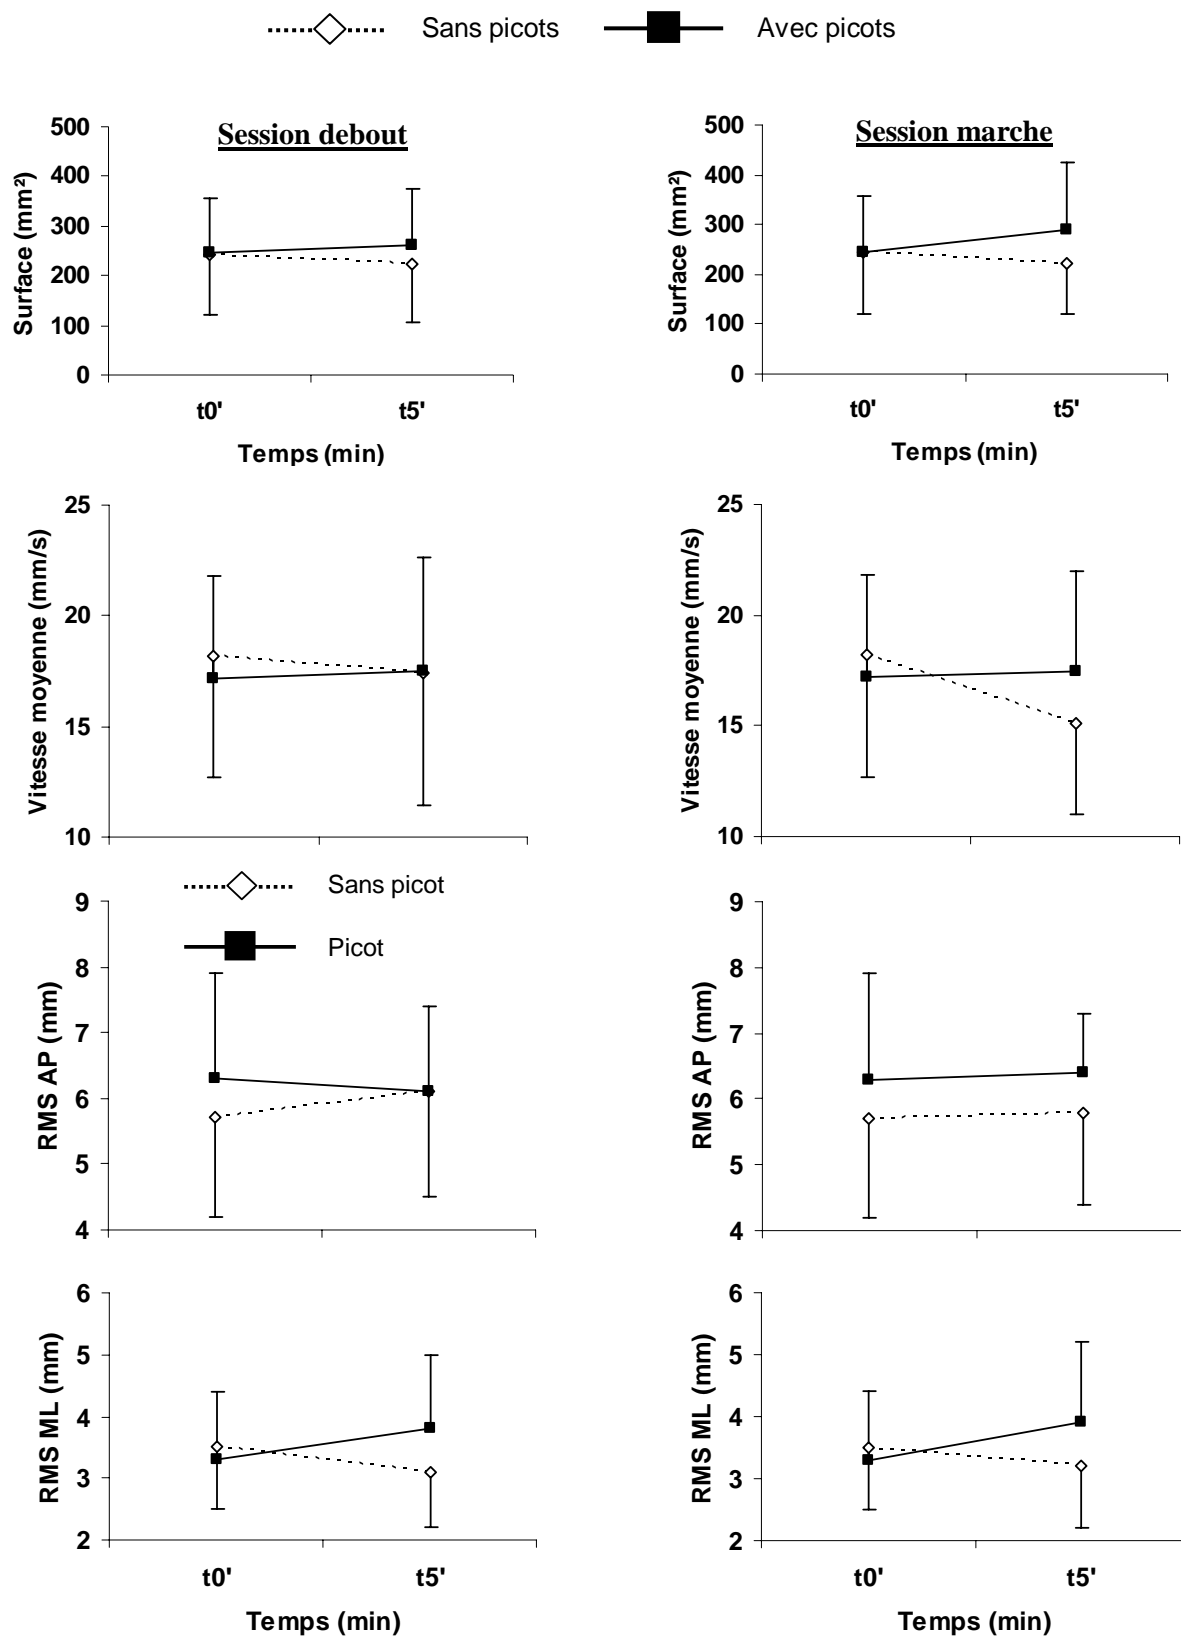 Sans picots
Avec picots
Session debout
500
400
300
200
100
0
Surface (mm²)
t0'
t5'
Temps (min)
Session marche
500
400
300
200
100
0
Surface (mm²)
t0'
t5'
Temps (min)
25
20
15
10
Vitesse moyenne (mm/s)
25
20
15
10
Vitesse moyenne (mm/s)
Sans picot
Picot
9
8
7
6
5
4
RMS AP (mm)
9
8
7
6
5
4
RMS AP (mm)
6
5
4
3
2
RMS ML (mm)
t0'
t5'
Temps (min)
6
5
4
3
2
RMS ML (mm)
t0'
t5'
Temps (min)